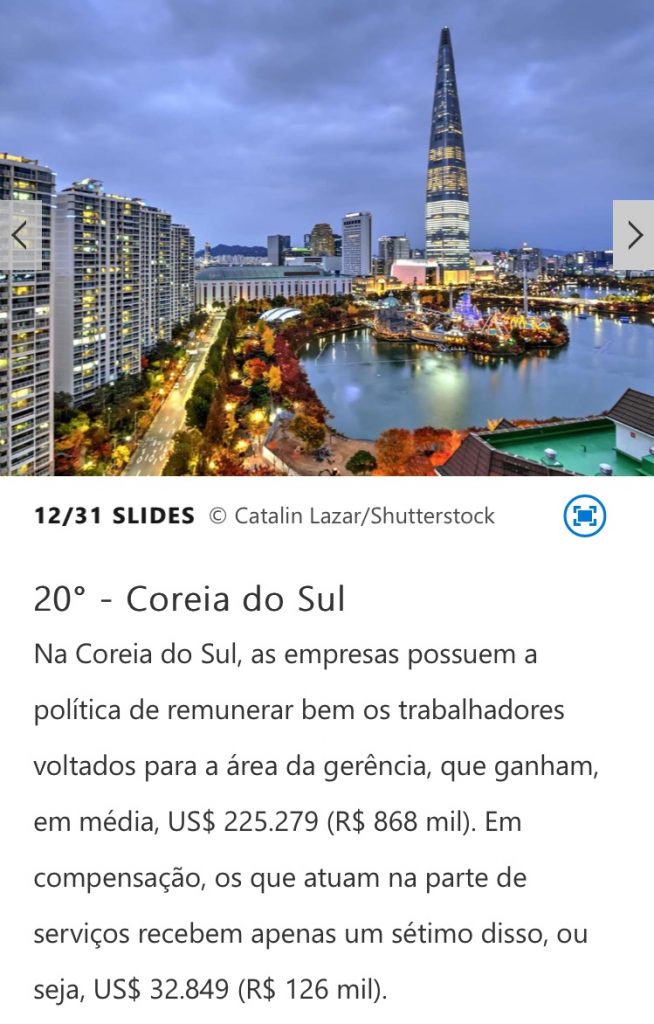 12/31 SLIDES © Catalin Lazar/Shutterstock
20° - Coreia do Sul
Na Coreia do Sul, as empresas possuem a
política de remunerar bem os trabalhadores
voltados para a área da gerência, que ganham,
em média, US$ 225.279 (R$ 868 mil). Em
compensação, os que atuam na parte de
serviços recebem apenas um sétimo disso, ou
seja, US$ 32.849 (R$ 126 mil).